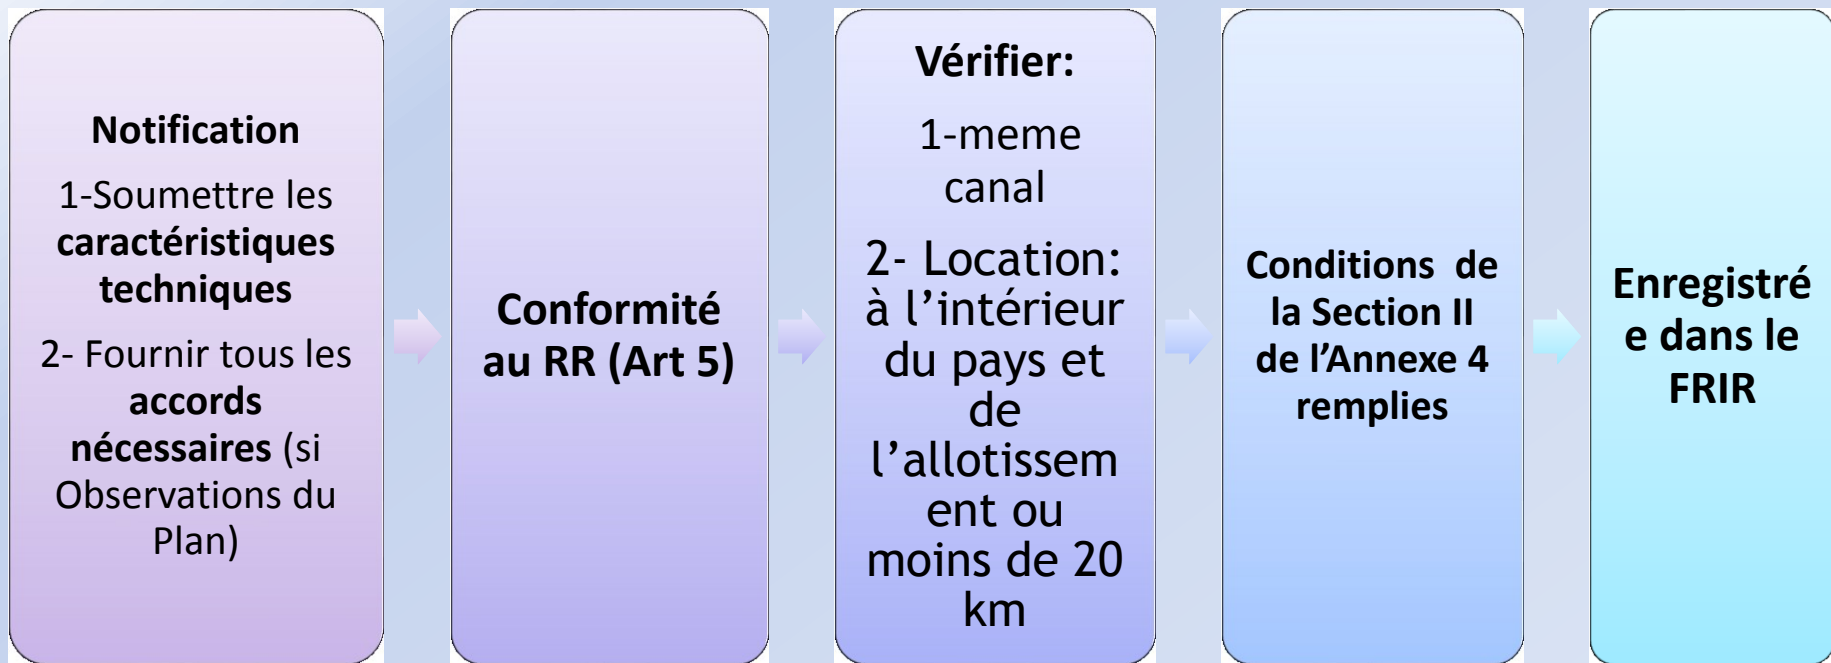 Notification
1-Soumettre les
caractéristiques
techniques
2- Fournir tous les
accords
nécessaires (si
Observations du
Plan)
Conformité
au RR (Art 5)
Vérifier:
1-meme
canal
2- Location:
à l’intérieur
du pays et
de
l’allotissem
ent ou
moins de 20
km
Conditions de
la Section II
de l’Annexe 4
remplies
Enregistré
e dans le
FRIR